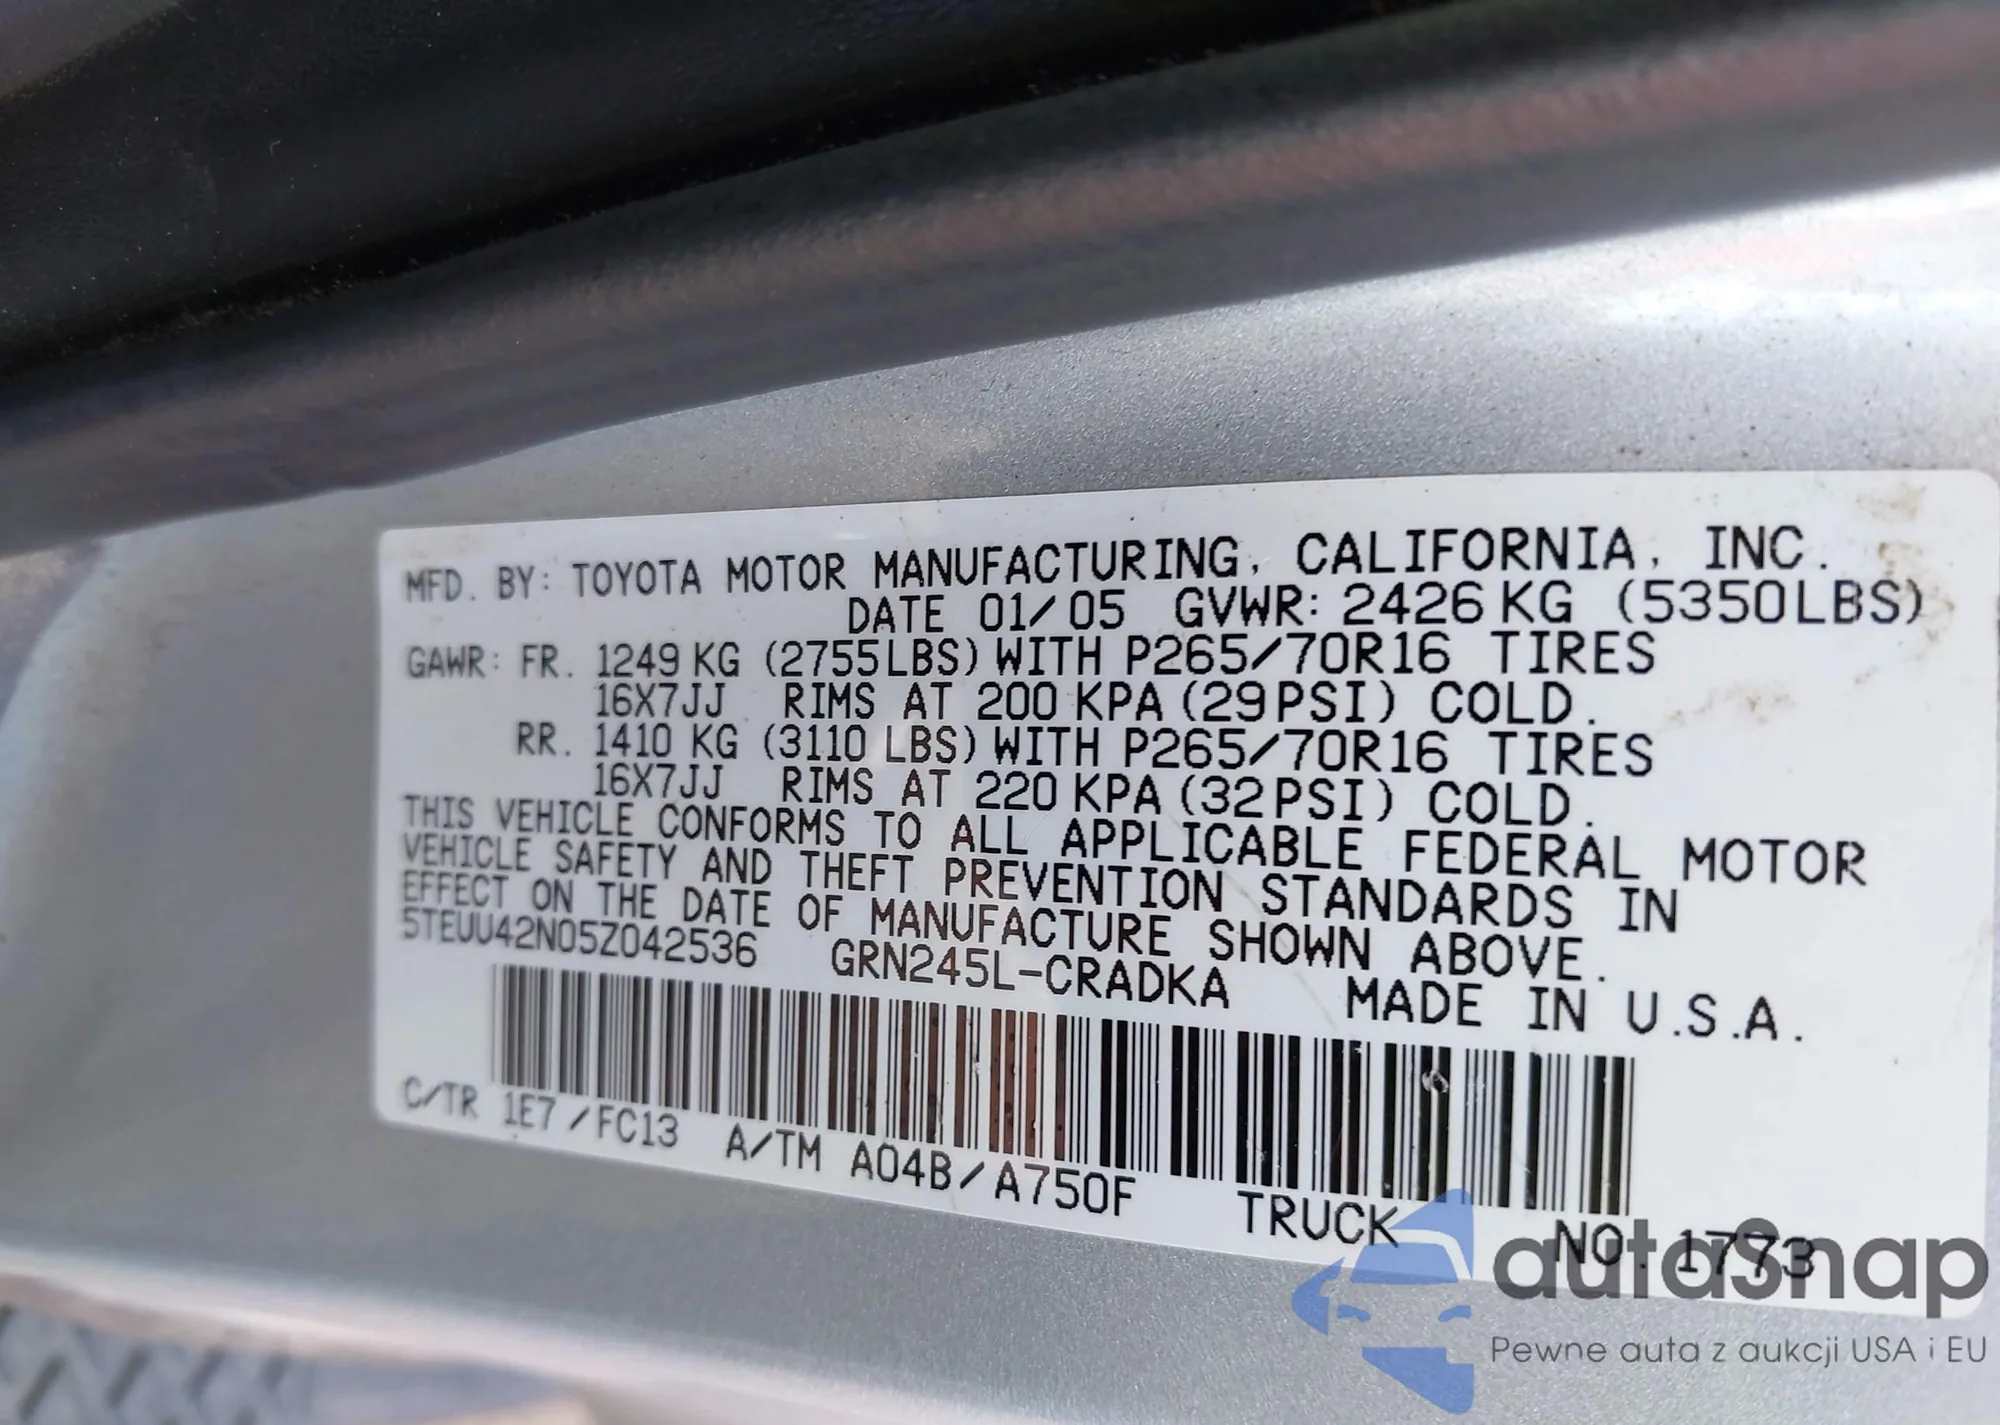 MFD. BY: TOYOTA MOTOR MANUFACTURING, CALIFORNIA, INC.
DATE 01/05 GVWR: 2426 KG (5350LBS)
GAWR: FR. 1249 KG (2755LBS) WITH P265/70R16 TIRES
16X7JJ RIMS AT 200 KPA (29PSI) COLD.
RR. 1410 KG (3110 LBS) WITH P265/70R16 TIRES
16X7JJ RIMS AT 220 KPA (32PSI) COLD.
THIS VEHICLE CONFORMS TO ALL APPLICABLE FEDERAL MOTOR
VEHICLE SAFETY AND THEFT PREVENTION STANDARDS IN
EFFECT ON THE DATE OF MANUFACTURE SHOWN ABOVE.
5TEUU42N05Z042536 GRN245L-CRADKA MADE IN U.S.A.
C/TR 1E7/FC13 A/TM A04B/A750F TRUCK NO. 1773
autaSnap
Pewne auta z aukcji USA i EU